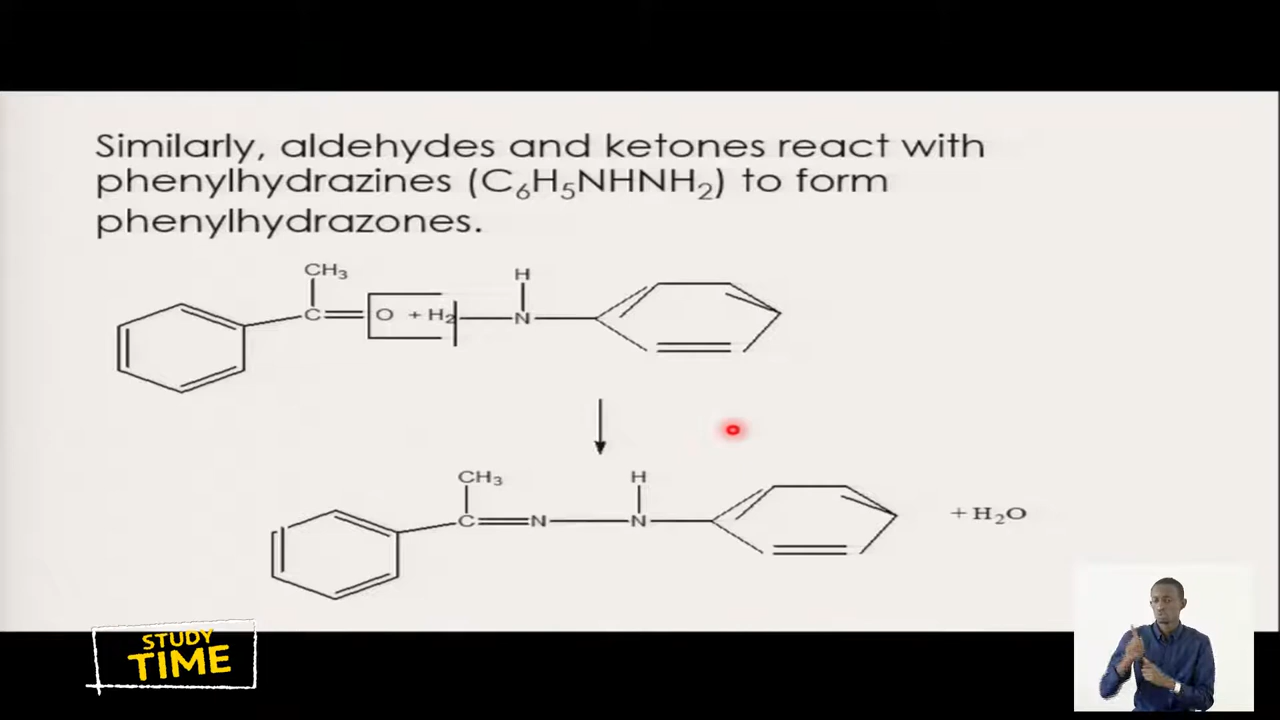 Similarly, aldehydes and ketones react with
phenylhydrazines (C₆H₅NHNH₂) to form
phenylhydrazones.
CH₃
H
C
O + H₂
N
CH₃
H
C
N
N
+ H₂O
STUDY
TIME